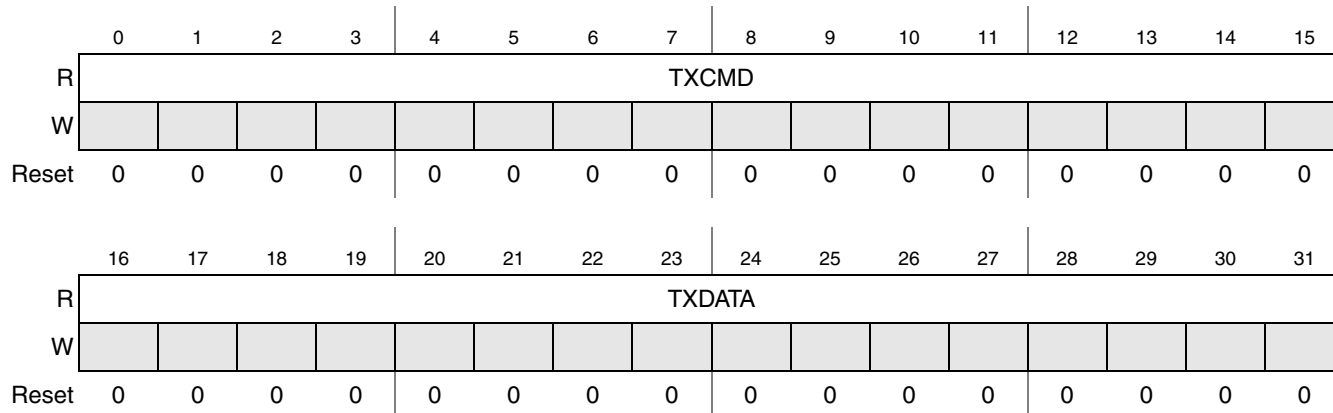 0 1 2 3 4 5 6 7 8 9 10 11 12 13 14 15
R TXCMD
W
Reset 0 0 0 0 0 0 0 0 0 0 0 0 0 0 0 0
16 17 18 19 20 21 22 23 24 25 26 27 28 29 30 31
R TXDATA
W
Reset 0 0 0 0 0 0 0 0 0 0 0 0 0 0 0 0